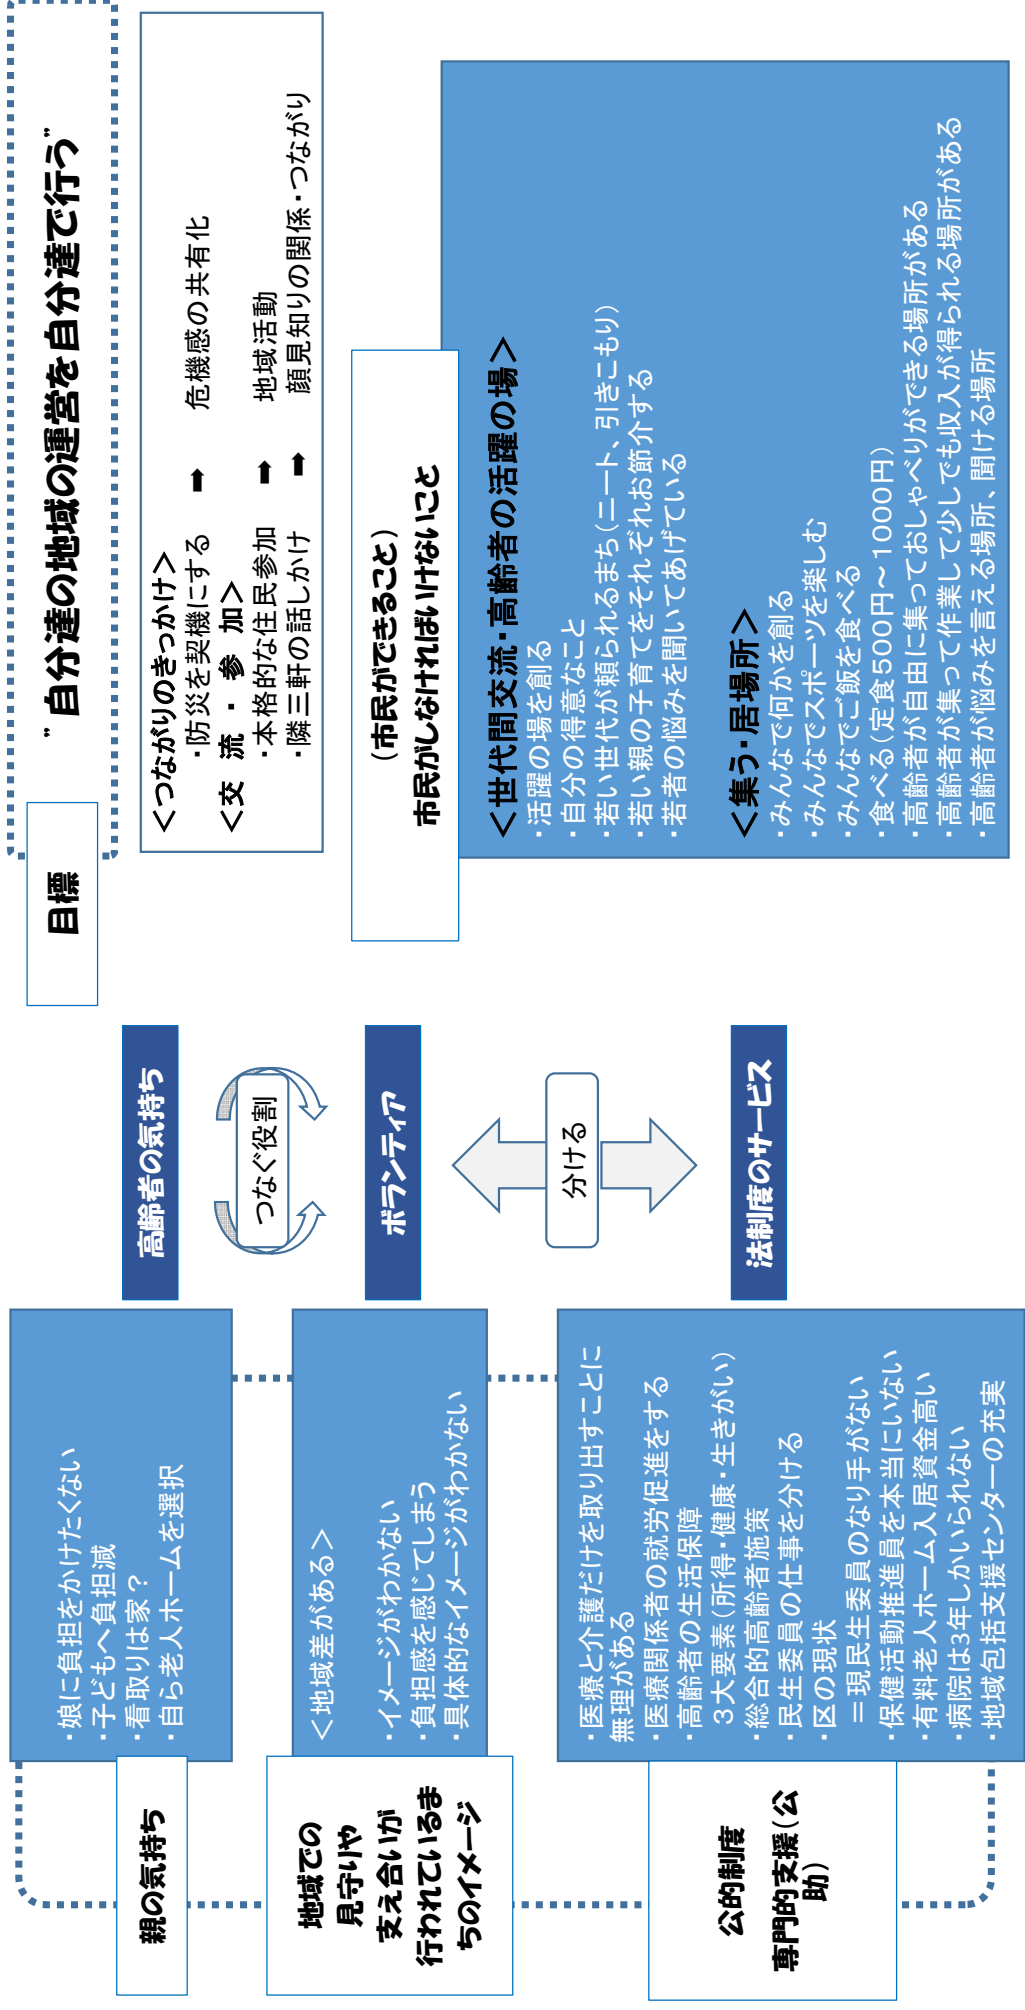 目標
”自分達の地域の運営を自分達で行う”
＜つながりのきっかけ＞
・防災を契機にする ➡ 危機感の共有化
＜交 流 ・ 参 加＞
・本格的な住民参加 ➡ 地域活動
・隣三軒の話しかけ ➡ 顔見知りの関係・つながり
（市民ができること）
市民がしなければいけないこと
＜世代間交流・高齢者の活躍の場＞
・活躍の場を創る
・自分の得意なこと
・若い世代が頼られるまち（ニート、引きこもり）
・若い親の子育てをそれぞれお節介する
・若者の悩みを聞いてあげている
＜集う・居場所＞
・みんなで何かを創る
・みんなでスポーツを楽しむ
・みんなでご飯を食べる
・食べる（定食500円～1000円）
・高齢者が自由に集っておしゃべりができる場所がある
・高齢者が集って作業して少しでも収入が得られる場所がある
・高齢者が悩みを言える場所、聞ける場所
高齢者の気持ち
つなぐ役割
ボランティア
分ける
法制度のサービス
親の気持ち
・娘に負担をかけたくない
・子どもへ負担減
・看取りは家？
・自ら老人ホームを選択
地域での
見守りや
支え合いが
行われているま
ちのイメージ
＜地域差がある＞
・イメージがわかない
・負担感を感じてしまう
・具体的なイメージがわかない
公的制度
専門的支援（公
助）
・医療と介護だけを取り出すことに
無理がある
・医療関係者の就労促進をする
・高齢者の生活保障
・３大要素（所得・健康・生きがい）
・総合的高齢者施策
・民生委員の仕事を分ける
・区の現状
＝現民生委員のなり手がない
・保健活動推進員を本当にいない
・有料老人ホーム入居資金高い
・病院は3年しかいられない
・地域包括支援センターの充実